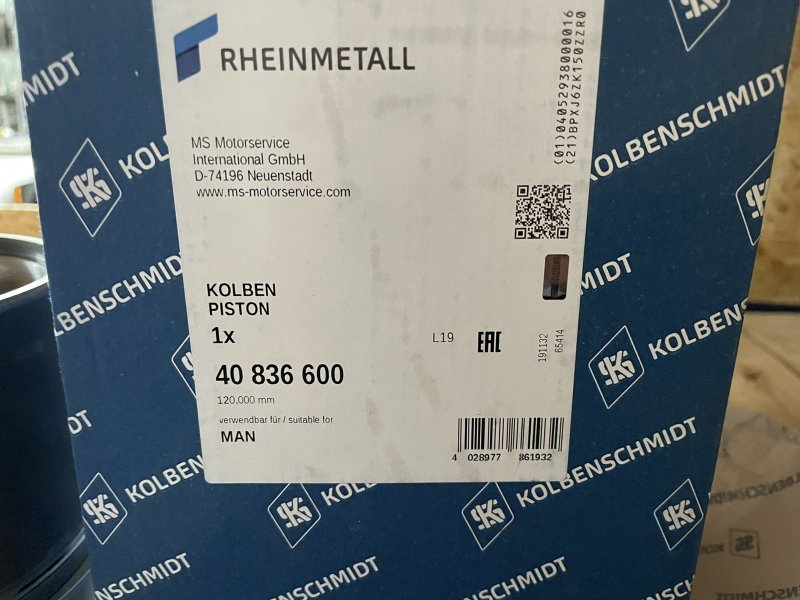 RHEINMETALL
MS Motorservice
International GmbH
D-74196 Neuenstadt
www.ms-motorservice.com
(01)04052938000016
(21)BPXJ6ZK150ZZR0
KOLBEN
PISTON
1x
L19
EAC
191132
65414
40 836 600
120,000 mm
verwendbar für / suitable for
MAN
4 028977 861932
KOLBENSCHMIDT
KOLBENSCHMIDT
KOLBENSCHMIDT
KOLBENSCHMIDT
KOLBENSCHMIDT